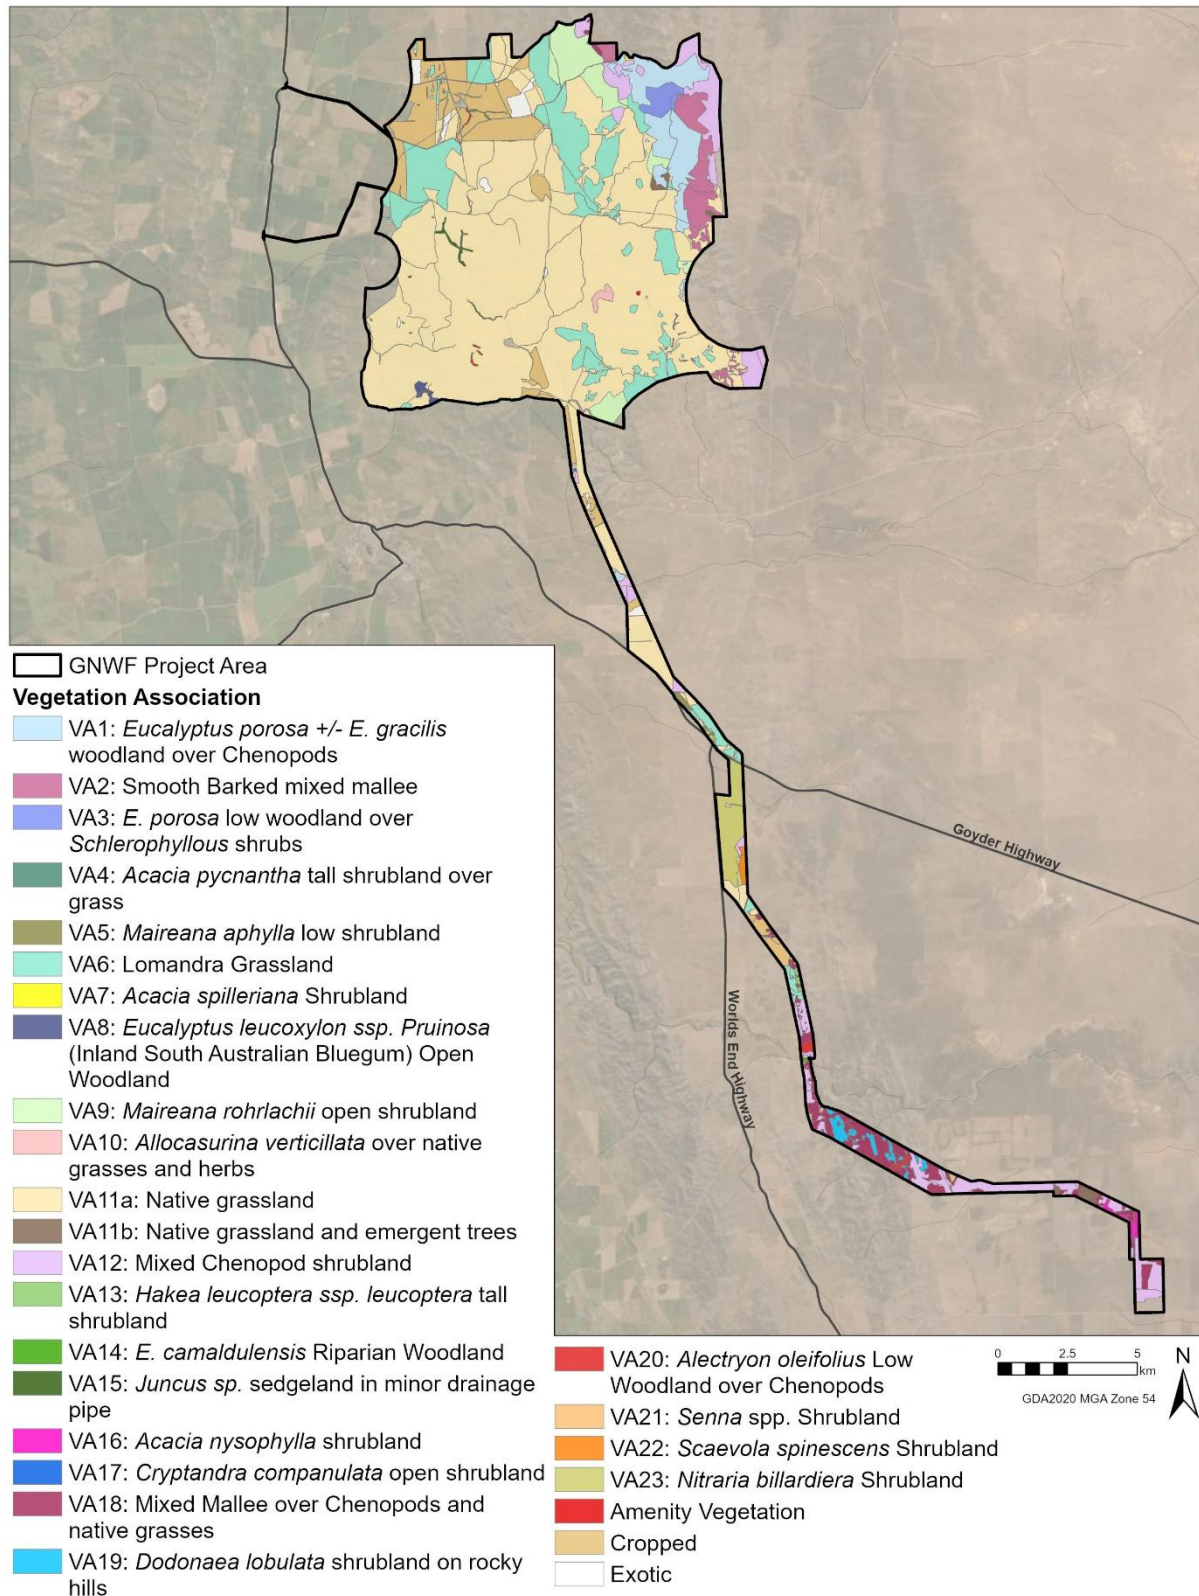 Goyder Highway
Worlds End Highway
GNWF Project Area
Vegetation Association
VA1: Eucalyptus porosa +/- E. gracilis
woodland over Chenopods
VA2: Smooth Barked mixed mallee
VA3: E. porosa low woodland over
Schlerophyllous shrubs
VA4: Acacia pycnantha tall shrubland over
grass
VA5: Maireana aphylla low shrubland
VA6: Lomandra Grassland
VA7: Acacia spilleriana Shrubland
VA8: Eucalyptus leucoxylon ssp. Pruinosa
(Inland South Australian Bluegum) Open
Woodland
VA9: Maireana rohrlachii open shrubland
VA10: Allocasurina verticillata over native
grasses and herbs
VA11a: Native grassland
VA11b: Native grassland and emergent trees
VA12: Mixed Chenopod shrubland
VA13: Hakea leucoptera ssp. leucoptera tall
shrubland
VA14: E. camaldulensis Riparian Woodland
VA15: Juncus sp. sedgeland in minor drainage
pipe
VA16: Acacia nysophylla shrubland
VA17: Cryptandra companulata open shrubland
VA18: Mixed Mallee over Chenopods and
native grasses
VA19: Dodonaea lobulata shrubland on rocky
hills
VA20: Alectryon oleifolius Low
Woodland over Chenopods
VA21: Senna spp. Shrubland
VA22: Scaevola spinescens Shrubland
VA23: Nitraria billardiera Shrubland
Amenity Vegetation
Cropped
Exotic
0 2.5 5
km
GDA2020 MGA Zone 54
N